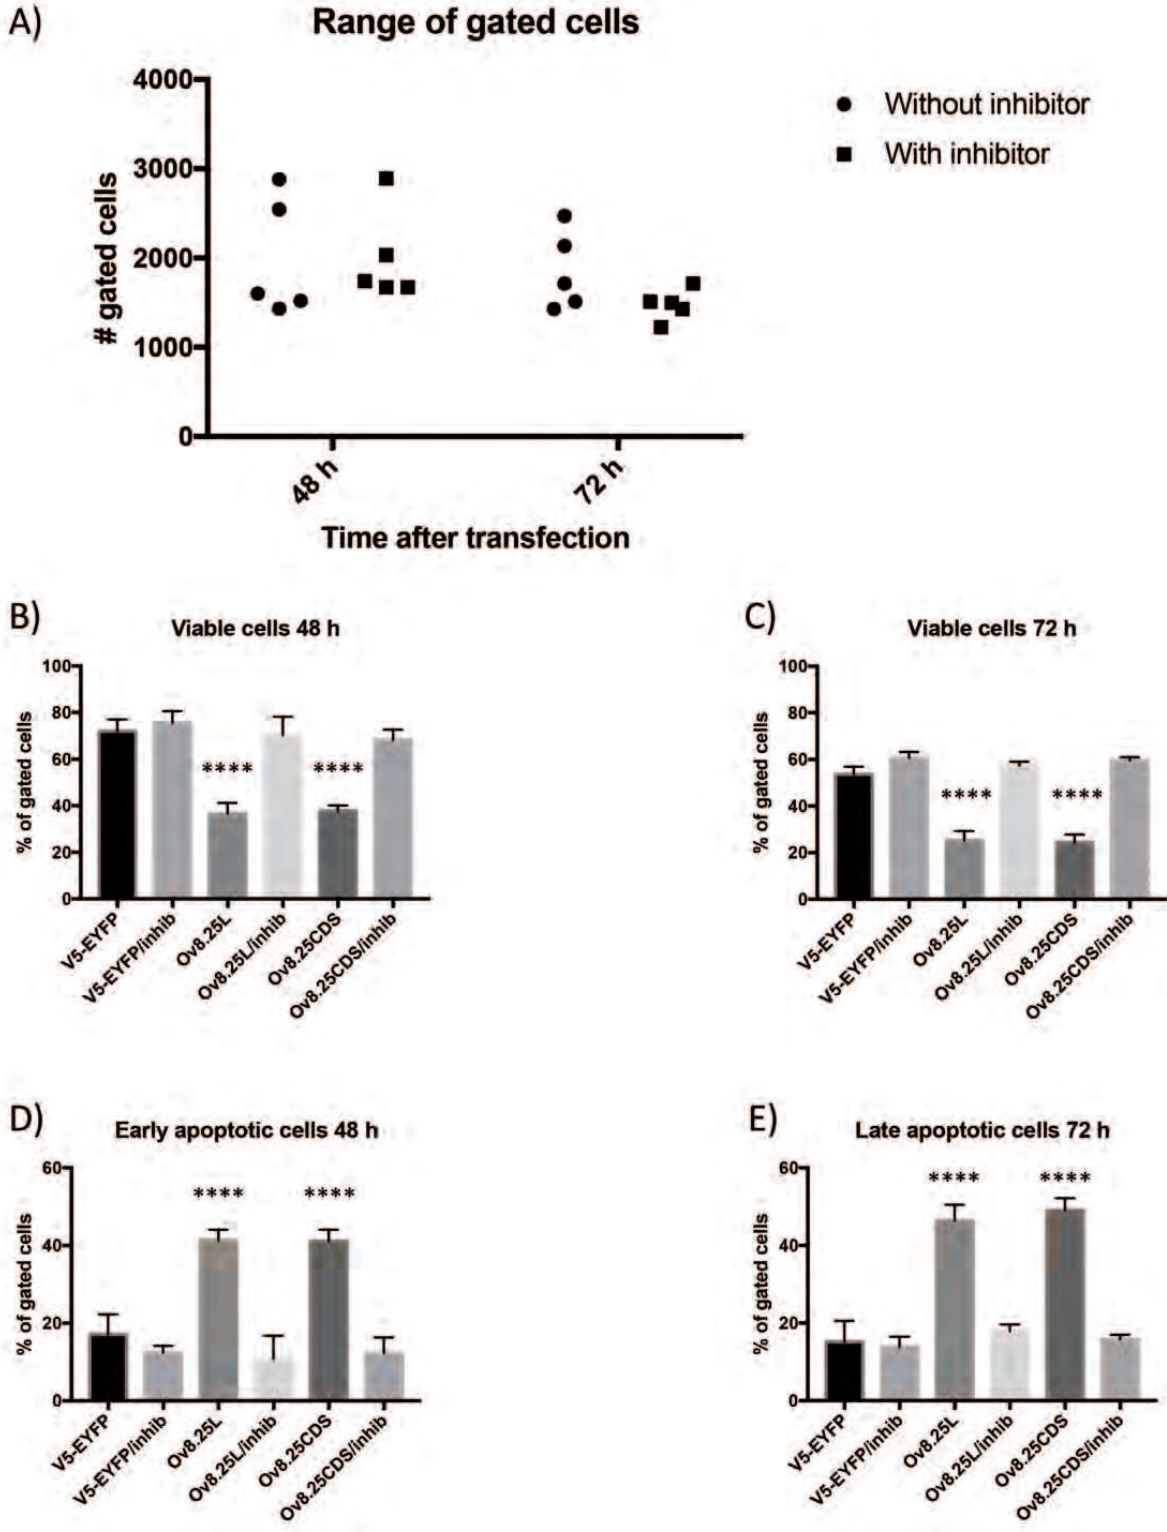 A)
Range of gated cells
4000
3000
2000
1000
0
# gated cells
48 h
72 h
Time after transfection
Without inhibitor
With inhibitor
B)
Viable cells 48 h
100
80
60
40
20
0
% of gated cells
****
****
V5-EYFP
V5-EYFP/inhib
Ov8.25L
Ov8.25L/inhib
Ov8.25CDS
Ov8.25CDS/inhib
C)
Viable cells 72 h
100
80
60
40
20
0
% of gated cells
****
****
V5-EYFP
V5-EYFP/inhib
Ov8.25L
Ov8.25L/inhib
Ov8.25CDS
Ov8.25CDS/inhib
D)
Early apoptotic cells 48 h
60
40
20
0
% of gated cells
****
****
V5-EYFP
V5-EYFP/inhib
Ov8.25L
Ov8.25L/inhib
Ov8.25CDS
Ov8.25CDS/inhib
E)
Late apoptotic cells 72 h
60
40
20
0
% of gated cells
****
****
V5-EYFP
V5-EYFP/inhib
Ov8.25L
Ov8.25L/inhib
Ov8.25CDS
Ov8.25CDS/inhib